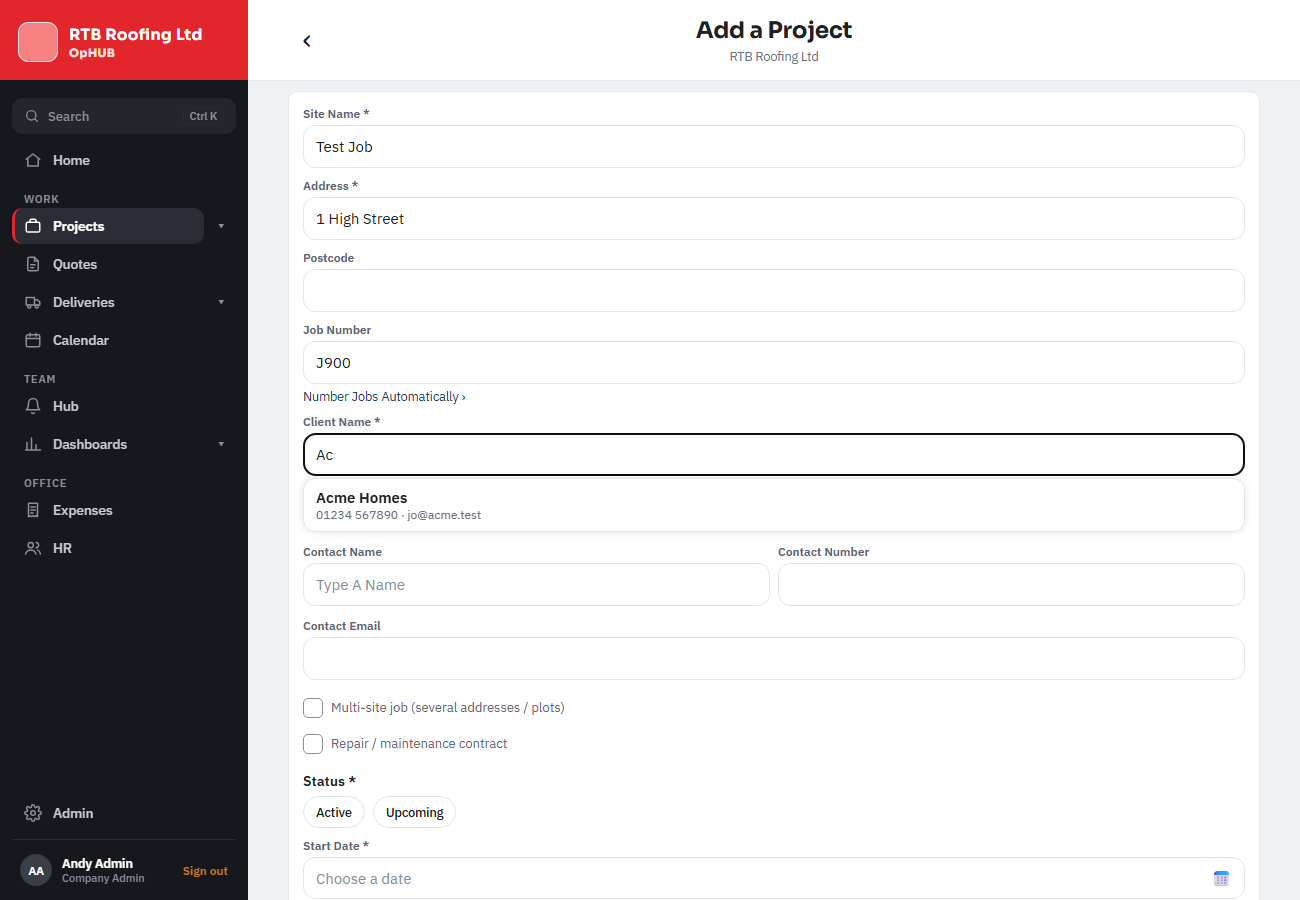 RTB Roofing Ltd
OpHUB
Search Ctrl K
Home
WORK
Projects
Quotes
Deliveries
Calendar
TEAM
Hub
Dashboards
OFFICE
Expenses
HR
Admin
AA
Andy Admin
Company Admin
Sign out
Add a Project
RTB Roofing Ltd
Site Name *
Test Job
Address *
1 High Street
Postcode
Job Number
J900
Number Jobs Automatically ›
Client Name *
Ac
Acme Homes
01234 567890 · jo@acme.test
Contact Name
Type A Name
Contact Number
Contact Email
Multi-site job (several addresses / plots)
Repair / maintenance contract
Status *
Active
Upcoming
Start Date *
Choose a date